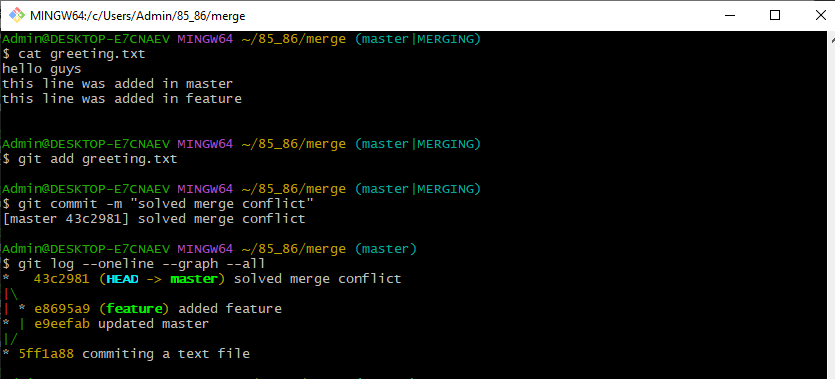 MINGW64:/c/Users/Admin/85_86/merge
Admin@DESKTOP-E7CNAEV MINGW64 ~/85_86/merge (master|MERGING)
$ cat greeting.txt
hello guys
this line was added in master
this line was added in feature
Admin@DESKTOP-E7CNAEV MINGW64 ~/85_86/merge (master|MERGING)
$ git add greeting.txt
Admin@DESKTOP-E7CNAEV MINGW64 ~/85_86/merge (master|MERGING)
$ git commit -m "solved merge conflict"
[master 43c2981] solved merge conflict
Admin@DESKTOP-E7CNAEV MINGW64 ~/85_86/merge (master)
$ git log --oneline --graph --all
*   43c2981 (HEAD -> master) solved merge conflict
|\
| * e8695a9 (feature) added feature
* | e9eefab updated master
|/
* 5ff1a88 commiting a text file